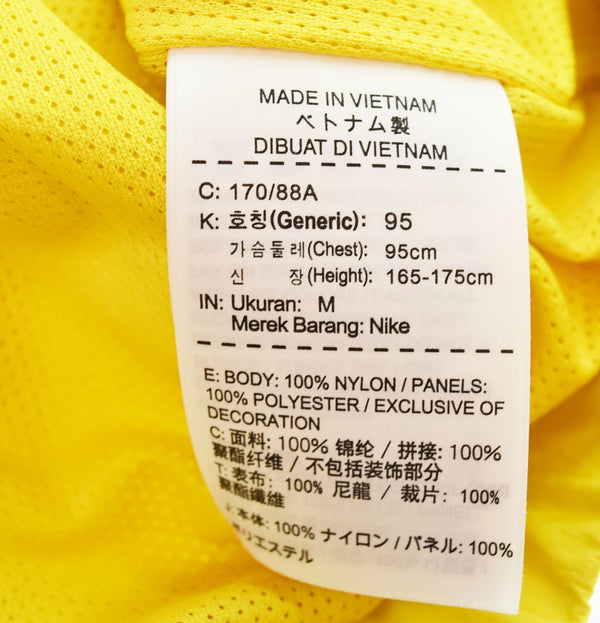 MADE IN VIETNAM
ベトナム製
DIBUAT DI VIETNAM
C: 170/88A
K: 호칭(Generic): 95
가슴둘레(Chest): 95cm
신 장(Height): 165-175cm
IN: Ukuran: M
Merek Barang: Nike
E: BODY: 100% NYLON / PANELS:
100% POLYESTER / EXCLUSIVE OF
DECORATION
C: 面料: 100% 锦纶 / 拼接: 100%
聚酯纤维 / 不包括装饰部分
T: 表布: 100% 尼龍 / 裁片: 100%
聚酯纖維
J: 本体: 100% ナイロン / パネル: 100%
ポリエステル